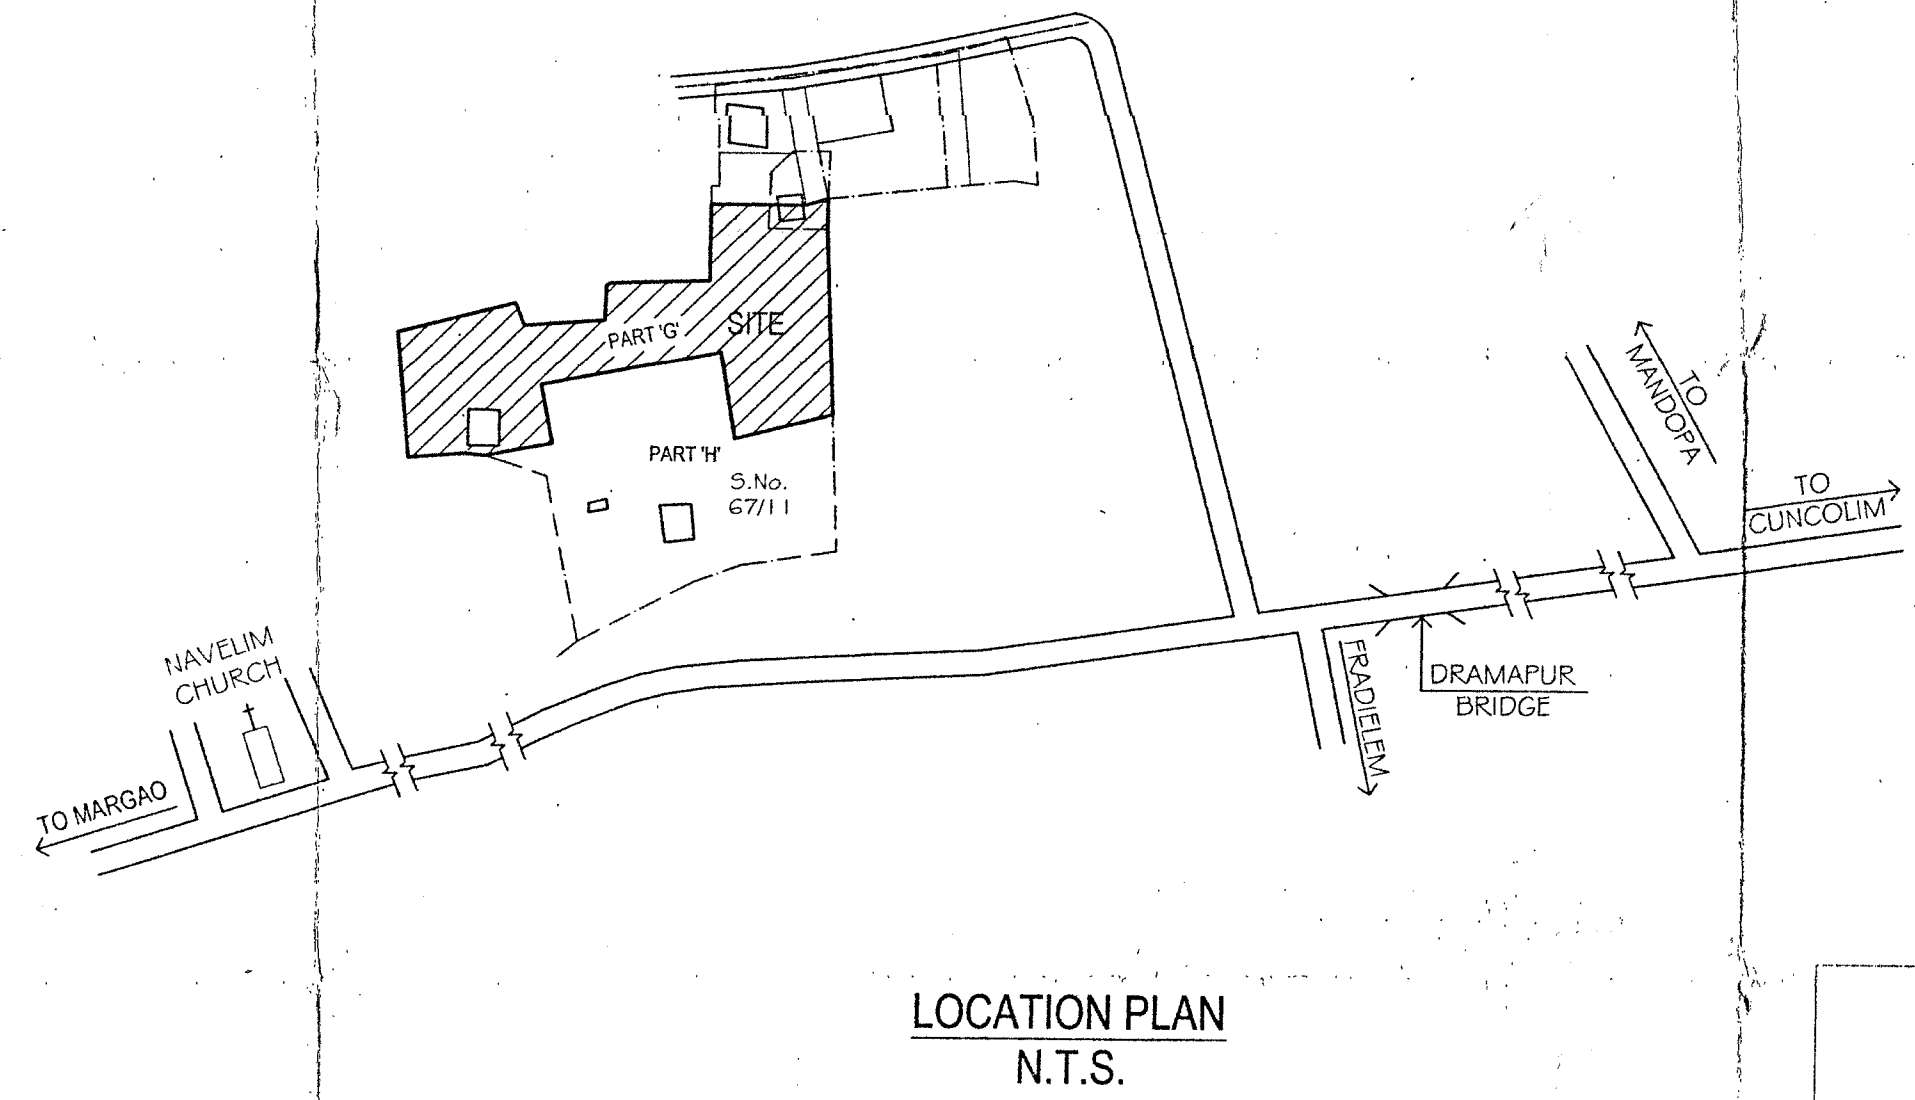 PART 'G'
SITE
PART 'H'
S.No.
67/11
TO
MANDOPA
TO
CUNCOLIM
NAVELIM
CHURCH
FRADIELEM
DRAMAPUR
BRIDGE
TO MARGAO
LOCATION PLAN
N.T.S.